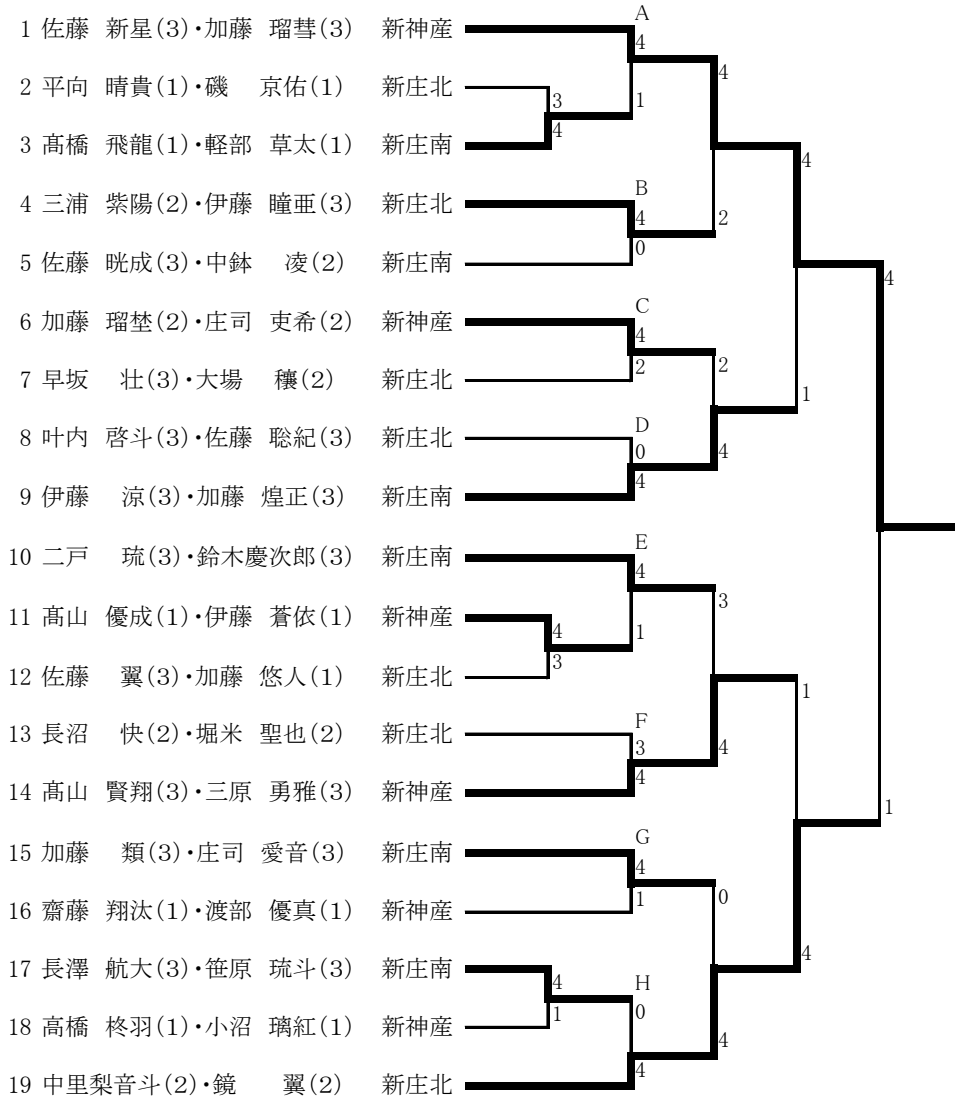 A
1 佐藤 新星(3)・加藤 瑠彗(3) 新神産
4
4
2 平向 晴貴(1)・磯 京佑(1) 新庄北
3
1
4
3 髙橋 飛龍(1)・軽部 草太(1) 新庄南
4
B
4 三浦 紫陽(2)・伊藤 瞳亜(3) 新庄北
4
2
0
5 佐藤 晄成(3)・中鉢 凌(2) 新庄南
4
C
6 加藤 瑠埜(2)・庄司 吏希(2) 新神産
4
2
2
7 早坂 壮(3)・大場 穰(2) 新庄北
1
D
8 叶内 啓斗(3)・佐藤 聡紀(3) 新庄北
0
4
4
9 伊藤 涼(3)・加藤 煌正(3) 新庄南
E
10 二戸 琉(3)・鈴木慶次郎(3) 新庄南
4
3
11 髙山 優成(1)・伊藤 蒼依(1) 新神産
4
1
3
12 佐藤 翼(3)・加藤 悠人(1) 新庄北
1
F
13 長沼 快(2)・堀米 聖也(2) 新庄北
3
4
4
14 髙山 賢翔(3)・三原 勇雅(3) 新神産
1
G
15 加藤 類(3)・庄司 愛音(3) 新庄南
4
0
1
16 齋藤 翔汰(1)・渡部 優真(1) 新神産
4
17 長澤 航大(3)・笹原 琉斗(3) 新庄南
4
H
1
0
18 高橋 柊羽(1)・小沼 璃紅(1) 新神産
4
4
19 中里梨音斗(2)・鏡 翼(2) 新庄北